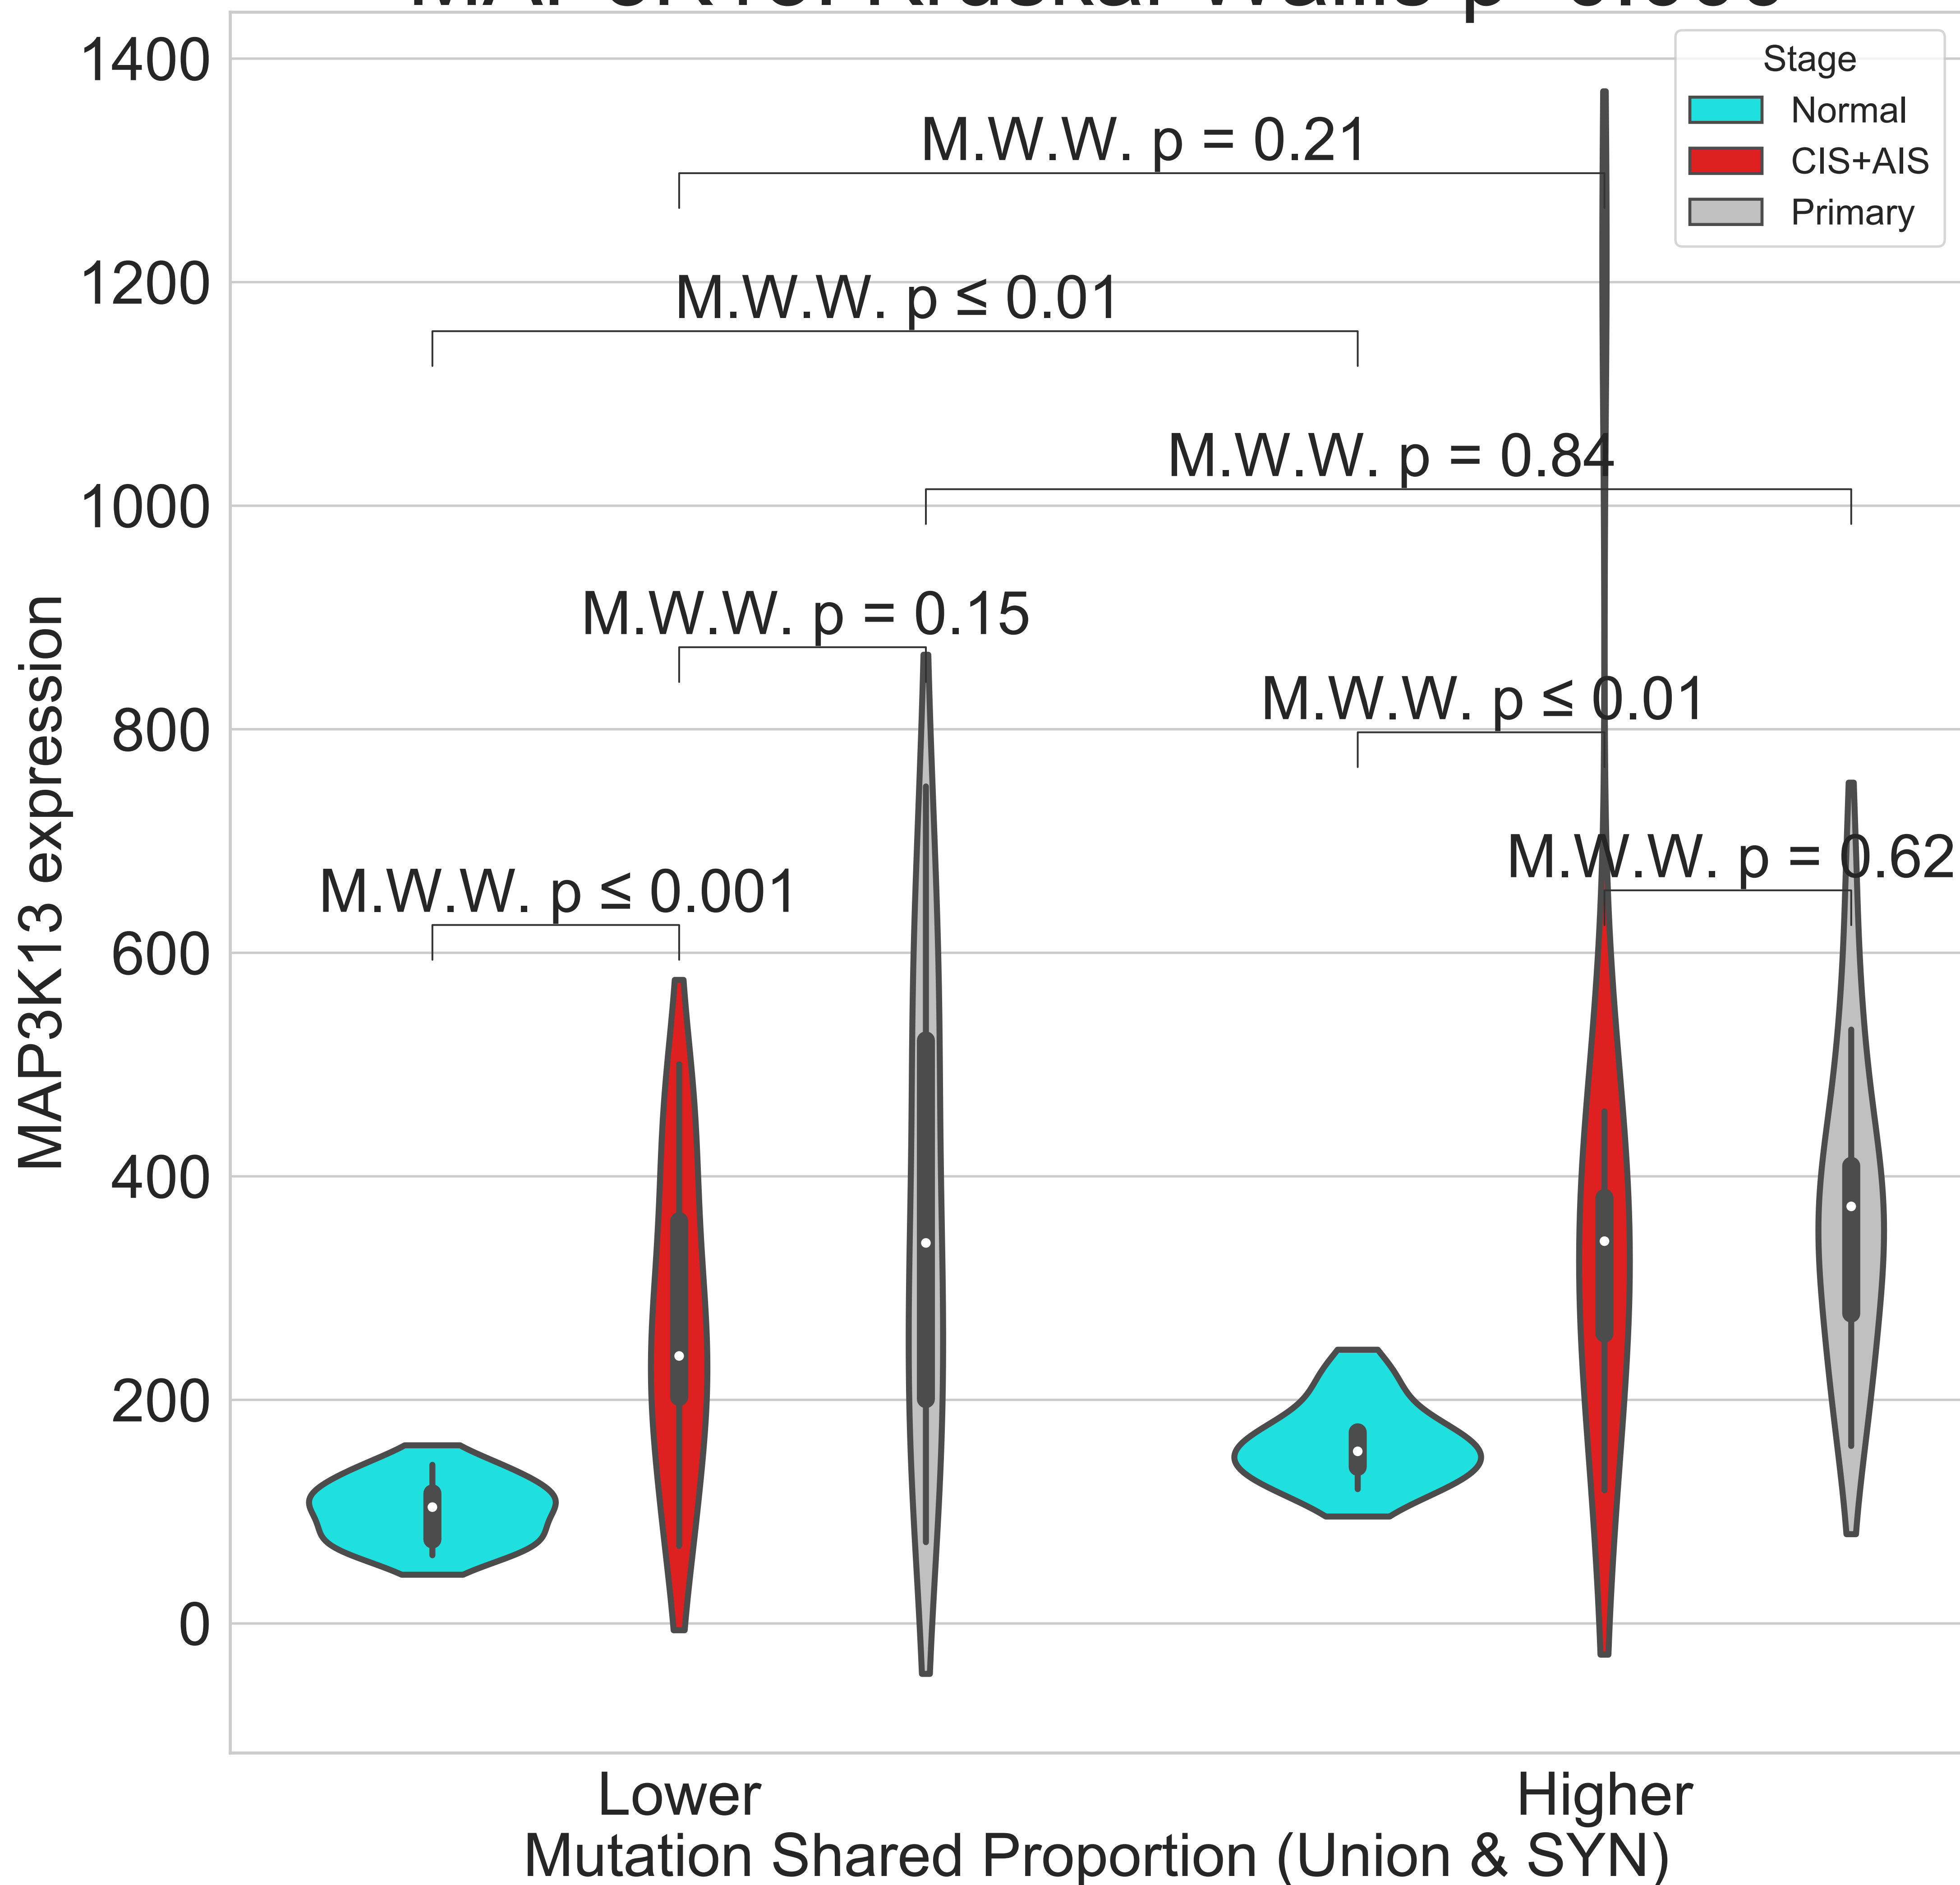 1400
1200
1000
800
600
400
200
0
MAP3K13 expression
Stage
Normal
CIS+AIS
Primary
M.W.W. p = 0.21
M.W.W. p ≤ 0.01
M.W.W. p = 0.84
M.W.W. p = 0.15
M.W.W. p ≤ 0.01
M.W.W. p = 0.62
M.W.W. p ≤ 0.001
Lower
Higher
Mutation Shared Proportion (Union & SYN)